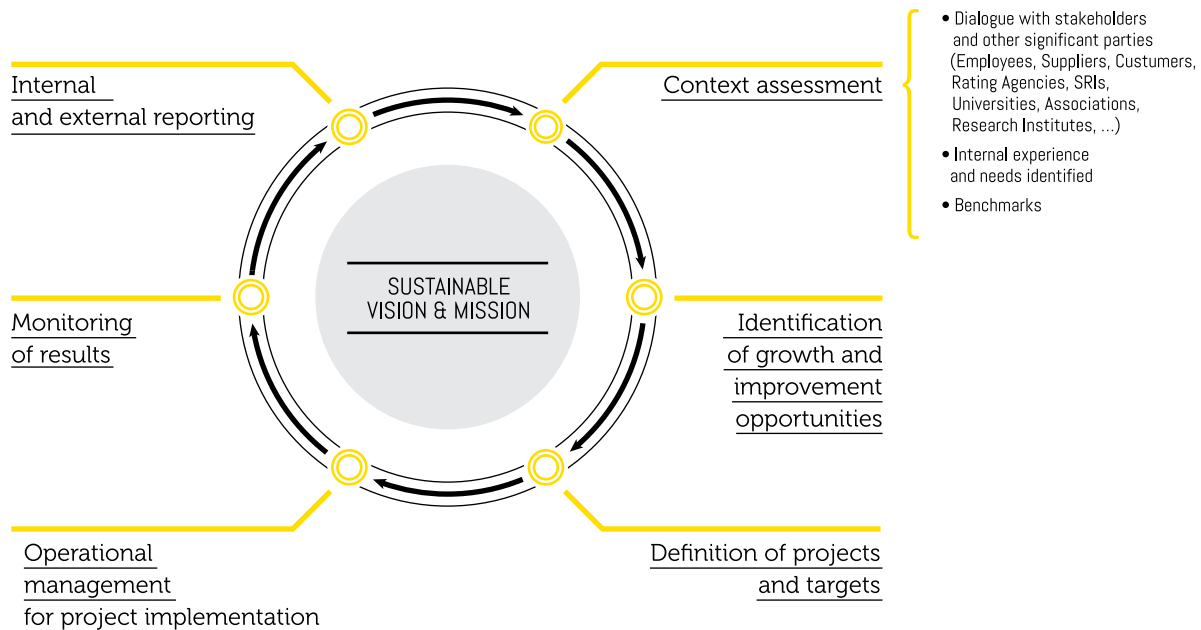 Internal
and external reporting
Context assessment
• Dialogue with stakeholders
and other significant parties
(Employees, Suppliers, Custumers,
Rating Agencies, SRIs,
Universities, Associations,
Research Institutes, ...)
• Internal experience
and needs identified
• Benchmarks
SUSTAINABLE
VISION & MISSION
Monitoring
of results
Identification
of growth and
improvement
opportunities
Operational
management
for project implementation
Definition of projects
and targets